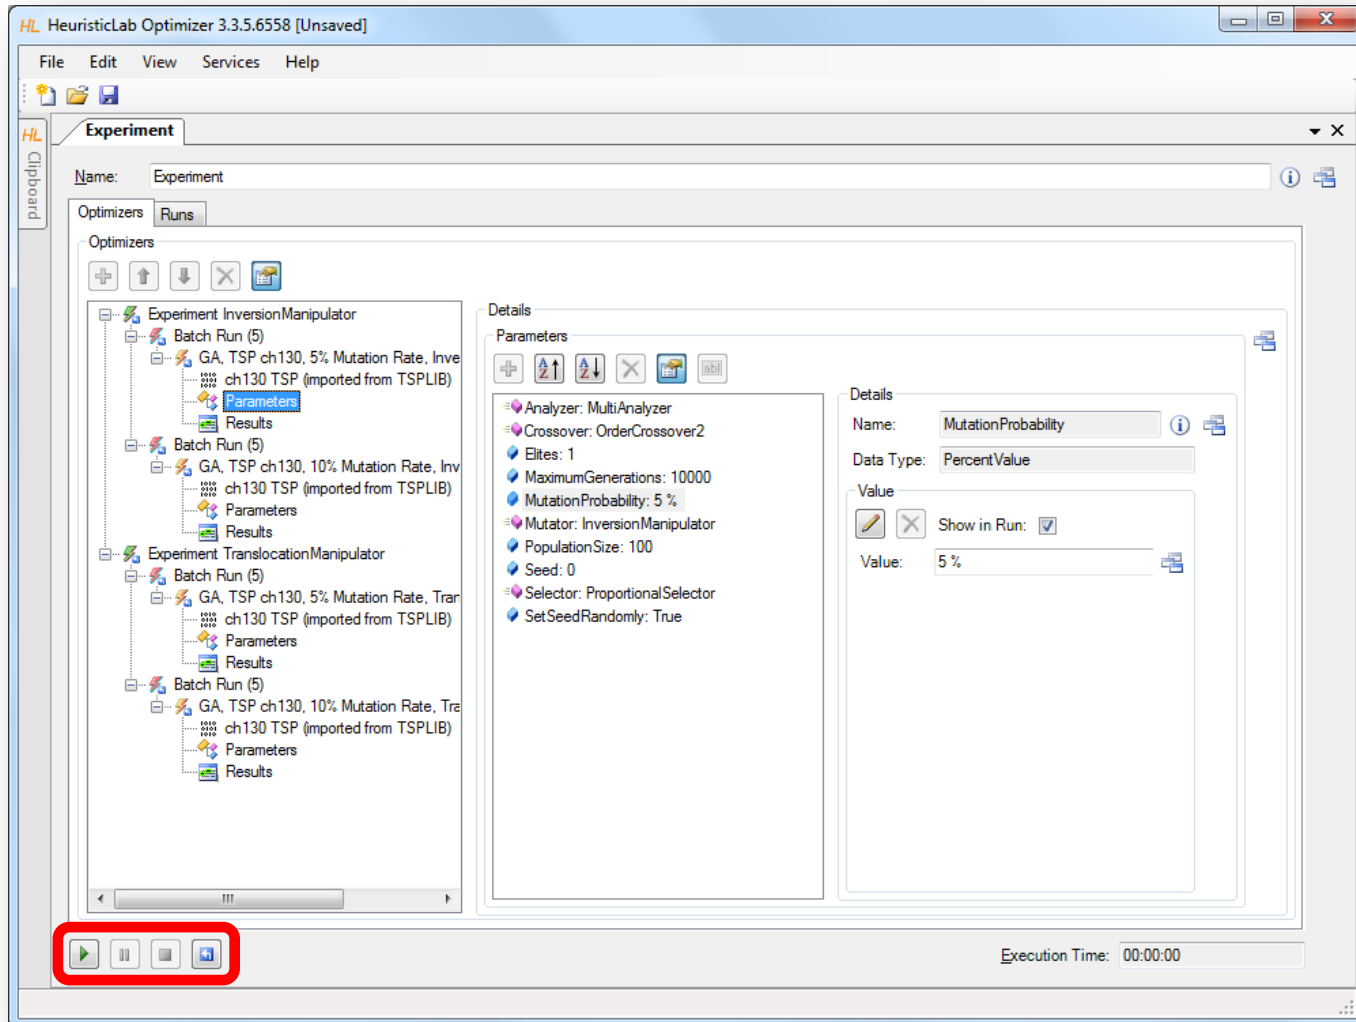 HL HeuristicLab Optimizer 3.3.5.6558 [Unsaved]
File Edit View Services Help
HL Clipboard
Experiment
Name: Experiment
Optimizers Runs
Optimizers
Experiment InversionManipulator
Batch Run (5)
GA, TSP ch130, 5% Mutation Rate, Inve
ch130 TSP (imported from TSPLIB)
Parameters
Results
Batch Run (5)
GA, TSP ch130, 10% Mutation Rate, Inv
ch130 TSP (imported from TSPLIB)
Parameters
Results
Experiment TranslocationManipulator
Batch Run (5)
GA, TSP ch130, 5% Mutation Rate, Tran
ch130 TSP (imported from TSPLIB)
Parameters
Results
Batch Run (5)
GA, TSP ch130, 10% Mutation Rate, Tra
ch130 TSP (imported from TSPLIB)
Parameters
Results
Details
Parameters
Analyzer: MultiAnalyzer
Crossover: OrderCrossover2
Elites: 1
MaximumGenerations: 10000
MutationProbability: 5 %
Mutator: InversionManipulator
PopulationSize: 100
Seed: 0
Selector: ProportionalSelector
SetSeedRandomly: True
Details
Name: MutationProbability
Data Type: PercentValue
Value
Show in Run:
Value: 5 %
Execution Time: 00:00:00